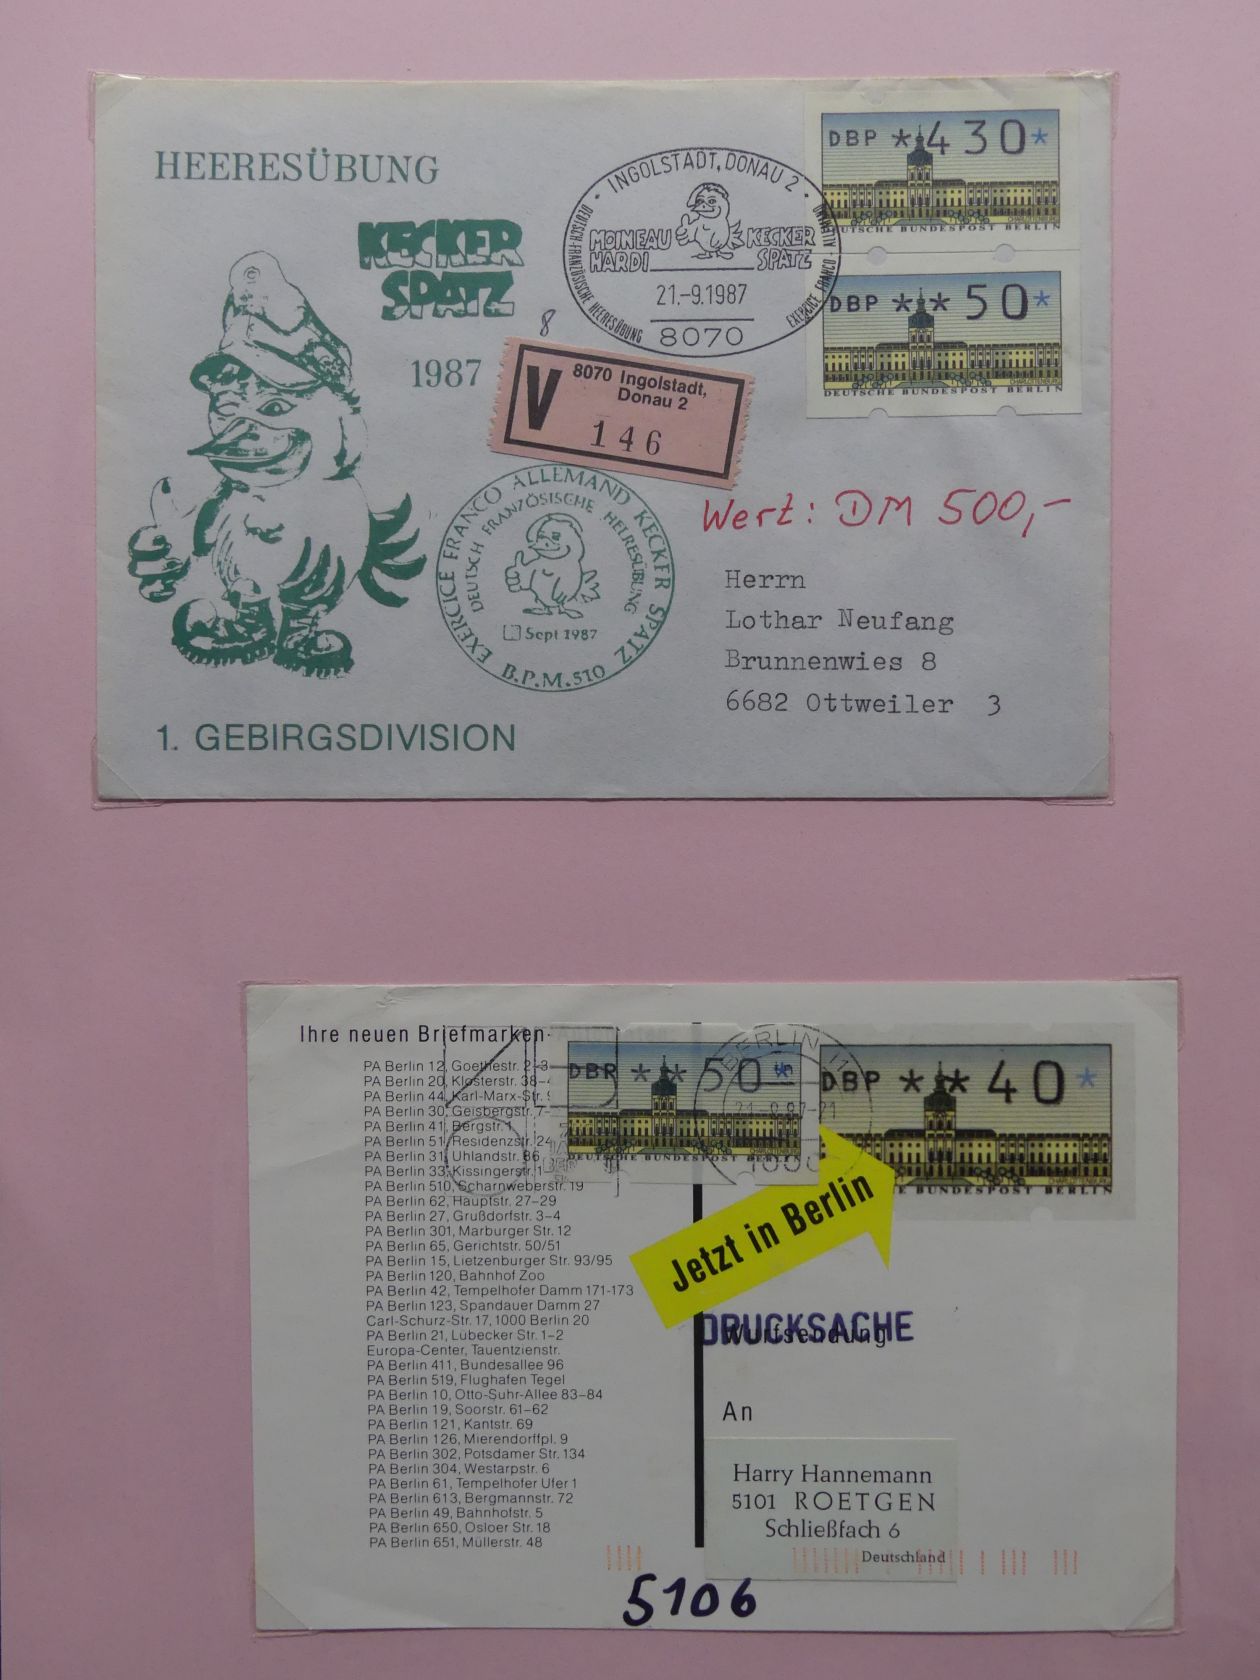 HEERESÜBUNG
KECKER
SPATZ
1987
INGOLSTADT, DONAU 2
MOINEAU
HARDI
KECKER
SPATZ
DEUTSCH-FRANZÖSISCHE HEERESÜBUNG
EXERCICE FRANCO-ALLEMAND
21.-9.1987
8070
DBP **430*
DEUTSCHE BUNDESPOST BERLIN
CHARLOTTENBURG
DBP **50*
DEUTSCHE BUNDESPOST BERLIN
CHARLOTTENBURG
8
V
8070 Ingolstadt,
Donau 2
146
EXERCICE FRANCO ALLEMAND KECKER SPATZ
DEUTSCH FRANZÖSISCHE HEERESÜBUNG
Sept 1987
B.P.M. 510
Wert: DM 500,-
Herrn
Lothar Neufang
Brunnenwies 8
6682 Ottweiler 3
1. GEBIRGSDIVISION
Ihre neuen Briefmarken-
PA Berlin 12, Goethestr. 2-3
PA Berlin 20, Klosterstr. 38-
PA Berlin 44, Karl-Marx-Str.
PA Berlin 30, Geisbergstr. 7-
PA Berlin 41, Bergstr. 1
PA Berlin 51, Residenzstr. 24
PA Berlin 31, Uhlandstr. 86
PA Berlin 33, Kissingerstr. 1
PA Berlin 510, Scharnweberstr. 19
PA Berlin 62, Hauptstr. 27–29
PA Berlin 27, Grußdorfstr. 3–4
PA Berlin 301, Marburger Str. 12
PA Berlin 65, Gerichtstr. 50/51
PA Berlin 15, Lietzenburger Str. 93/95
PA Berlin 120, Bahnhof Zoo
PA Berlin 42, Tempelhofer Damm 171-173
PA Berlin 123, Spandauer Damm 27
Carl-Schurz-Str. 17, 1000 Berlin 20
PA Berlin 21, Lübecker Str. 1–2
Europa-Center, Tauentzienstr.
PA Berlin 411, Bundesallee 96
PA Berlin 519, Flughafen Tegel
PA Berlin 10, Otto-Suhr-Allee 83–84
PA Berlin 19, Soorstr. 61–62
PA Berlin 121, Kantstr. 69
PA Berlin 126, Mierendorffpl. 9
PA Berlin 302, Potsdamer Str. 134
PA Berlin 304, Westarpstr. 6
PA Berlin 61, Tempelhofer Ufer 1
PA Berlin 613, Bergmannstr. 72
PA Berlin 49, Bahnhofstr. 5
PA Berlin 650, Osloer Str. 18
PA Berlin 651, Müllerstr. 48
DBP **50*
DEUTSCHE BUNDESPOST BERLIN
CHARLOTTENBURG
BERLIN 11
DBP **40*
E BUNDESPOST BERLIN
CHARLOTTENBURG
Jetzt in Berlin
DRUCKSACHE
Wurfsendung
An
Harry Hannemann
5101 ROETGEN
Schließfach 6
Deutschland
5106